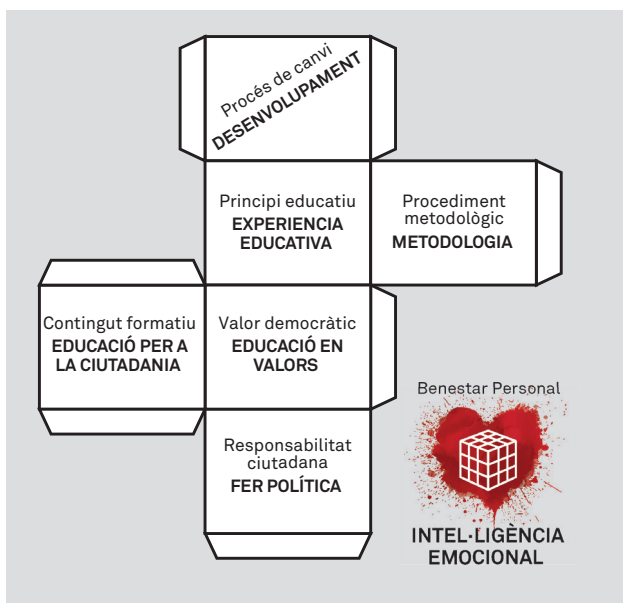 Procés de canvi
DESENVOLUPAMENT
Principi educatiu
EXPERIENCIA
EDUCATIVA
Procediment
metodològic
METODOLOGIA
Contingut formatiu
EDUCACIÓ PER A
LA CIUTADANIA
Valor democràtic
EDUCACIÓ EN
VALORS
Responsabilitat
ciutadana
FER POLÍTICA
Benestar Personal
INTEL·LIGÈNCIA
EMOCIONAL